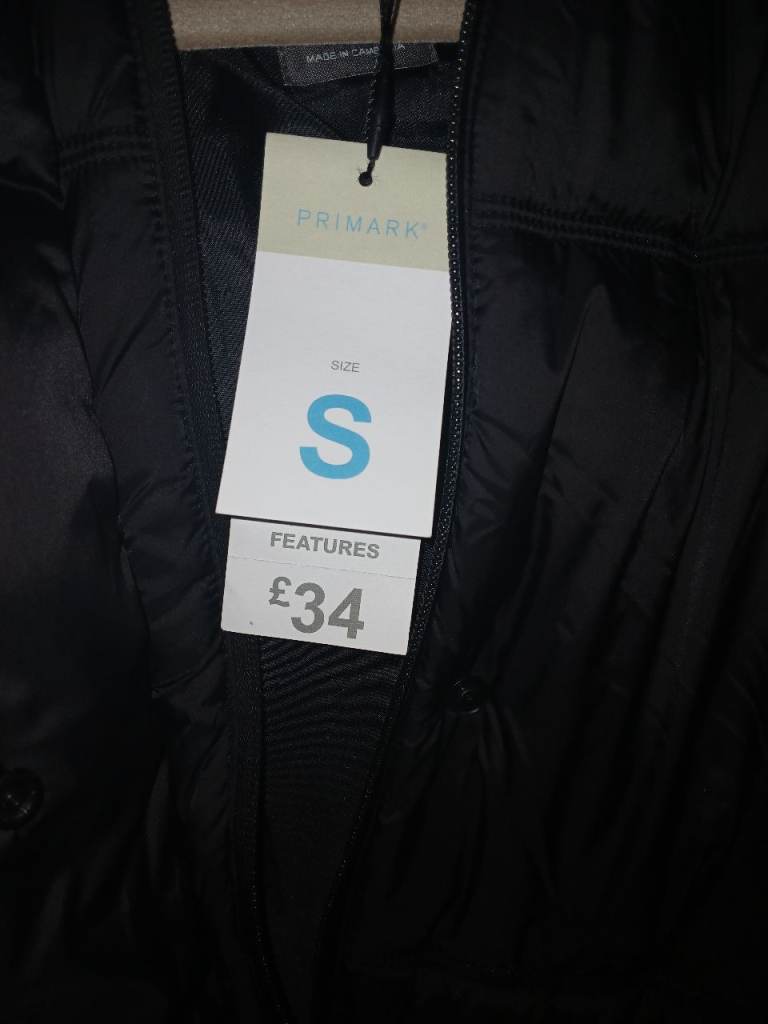 MADE IN
PRIMARK®
SIZE
S
FEATURES
£34